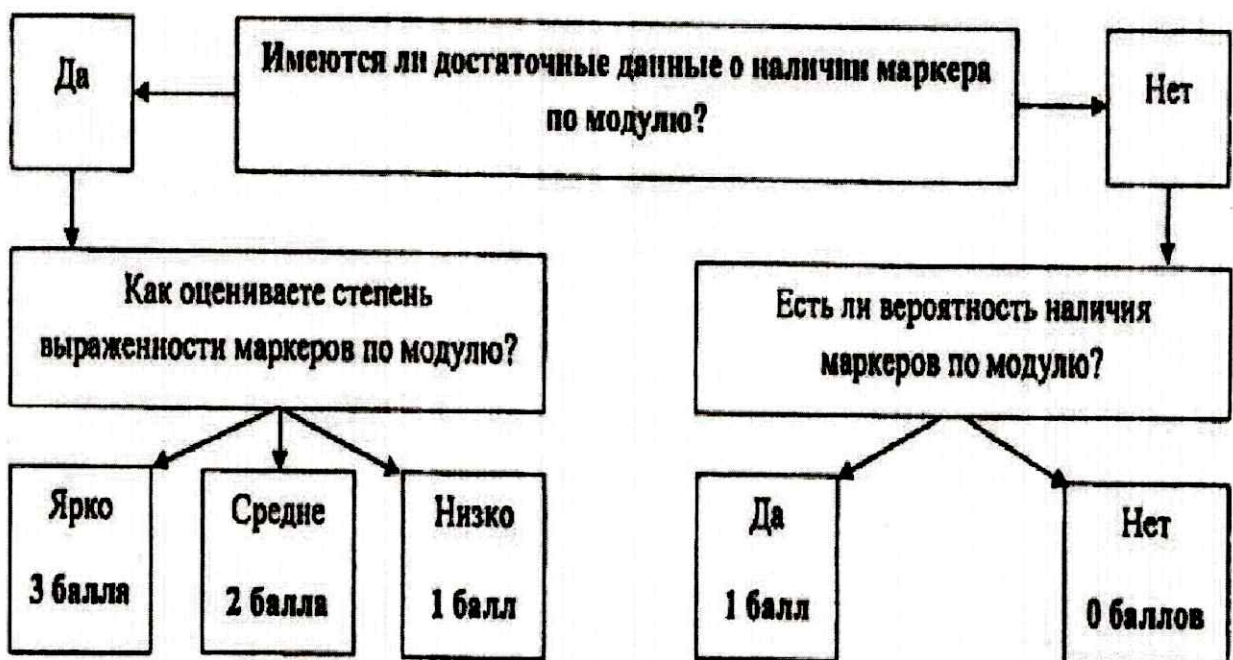 Да
Имеются ли достаточные данные о наличии маркера
по модулю?
Нет
Как оцениваете степень
выраженности маркеров по модулю?
Есть ли вероятность наличия
маркеров по модулю?
Ярко
3 балла
Средне
2 балла
Низко
1 балл
Да
1 балл
Нет
0 баллов